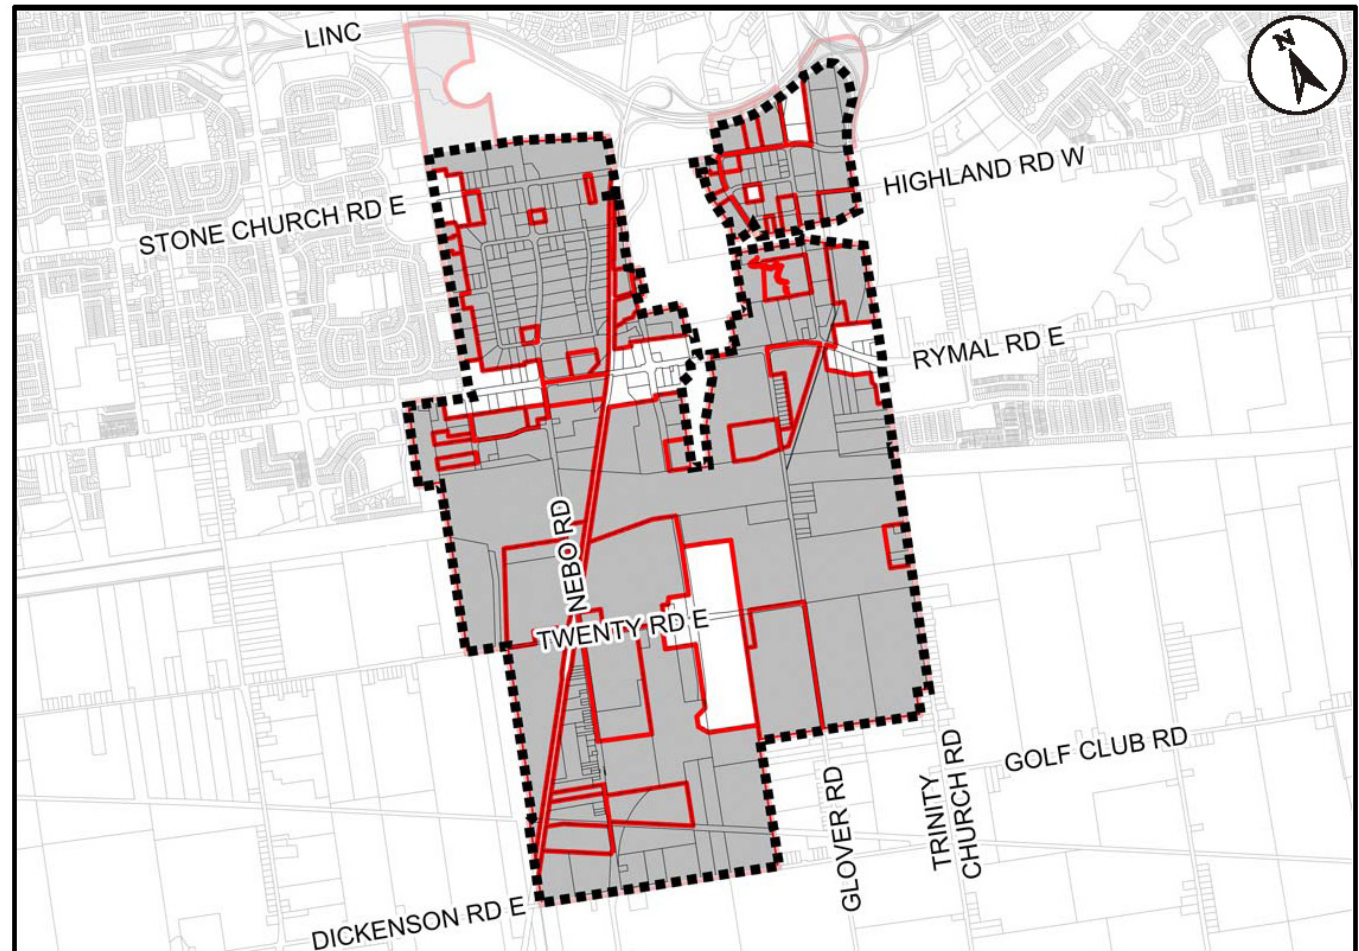 LINC
N
HIGHLAND RD W
STONE CHURCH RD E
RYMAL RD E
NEBO RD
TWENTY RD E
GOLF CLUB RD
GLOVER RD
TRINITY
CHURCH RD
DICKENSON RD E